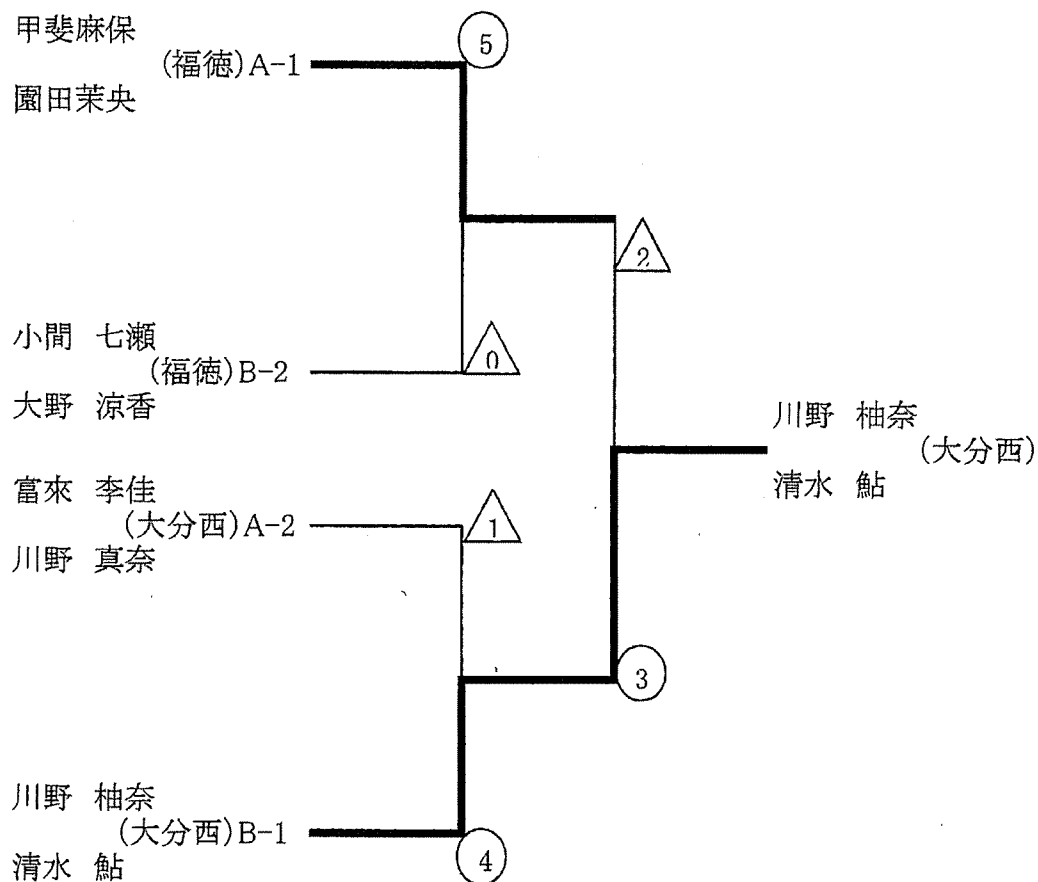 甲斐麻保
(福徳)A-1
園田茉央
5
2
小間 七瀬
(福徳)B-2
大野 涼香
0
川野 柚奈
(大分西)
清水 鮎
富來 李佳
(大分西)A-2
川野 真奈
1
3
川野 柚奈
(大分西)B-1
清水 鮎
4